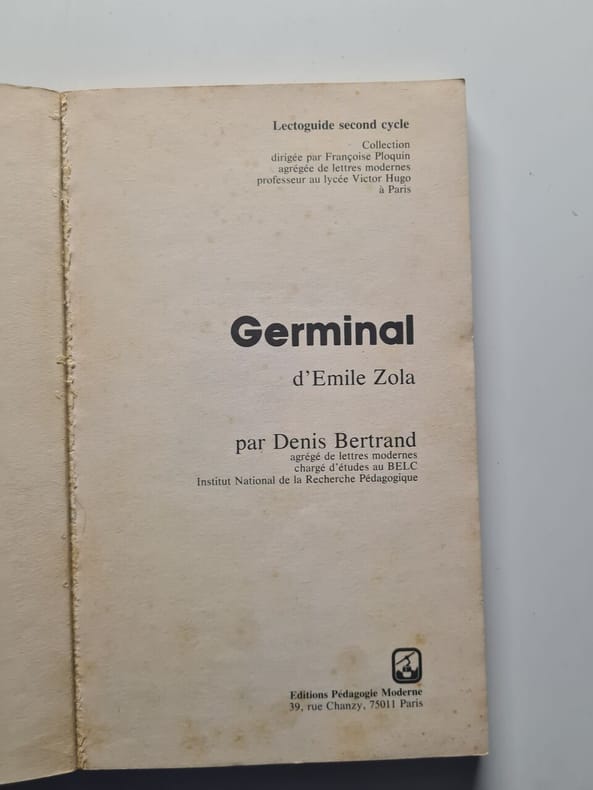 Lectoguide second cycle
Collection
dirigée par Françoise Ploquin
agrégée de lettres modernes
professeur au lycée Victor Hugo
à Paris
Germinal
d'Emile Zola
par Denis Bertrand
agrégé de lettres modernes
chargé d'études au BELC
Institut National de la Recherche Pédagogique
Editions Pédagogie Moderne
39, rue Chanzy, 75011 Paris